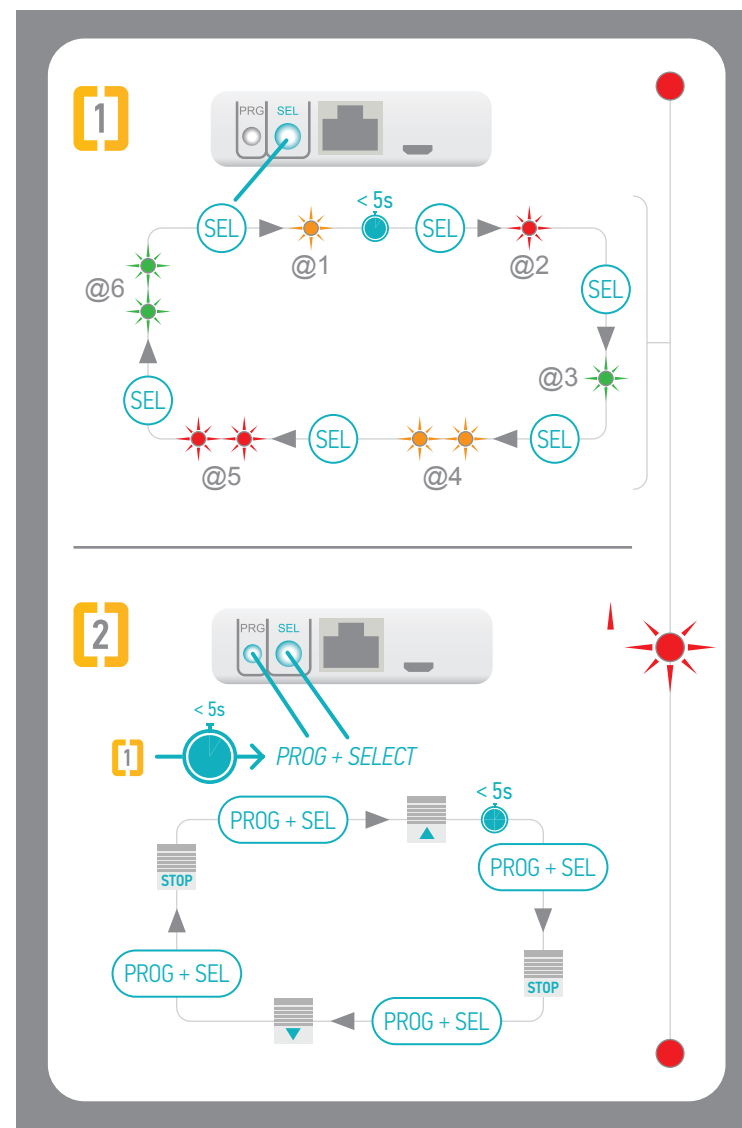 1
PRG SEL
< 5s
SEL
SEL
@1
@2
@6
SEL
@3
SEL
SEL
SEL
@5
@4
2
PRG SEL
< 5s
1
PROG + SELECT
< 5s
PROG + SEL
PROG + SEL
STOP
PROG + SEL
STOP
PROG + SEL